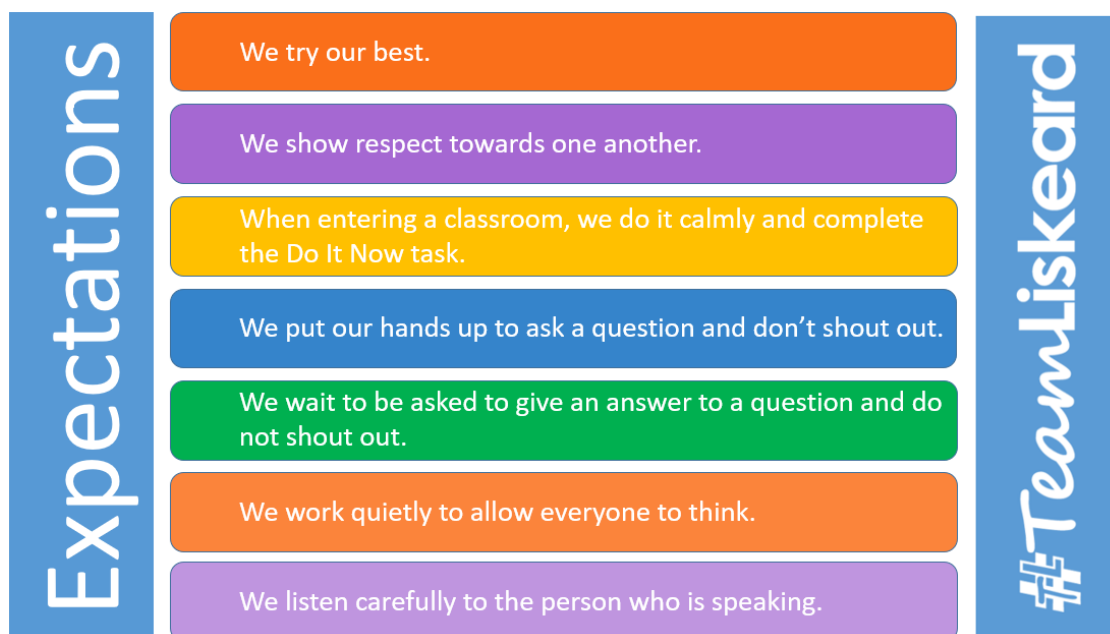 Expectations
We try our best.
We show respect towards one another.
When entering a classroom, we do it calmly and complete
the Do It Now task.
We put our hands up to ask a question and don’t shout out.
We wait to be asked to give an answer to a question and do
not shout out.
We work quietly to allow everyone to think.
We listen carefully to the person who is speaking.
#TeamLiskeard